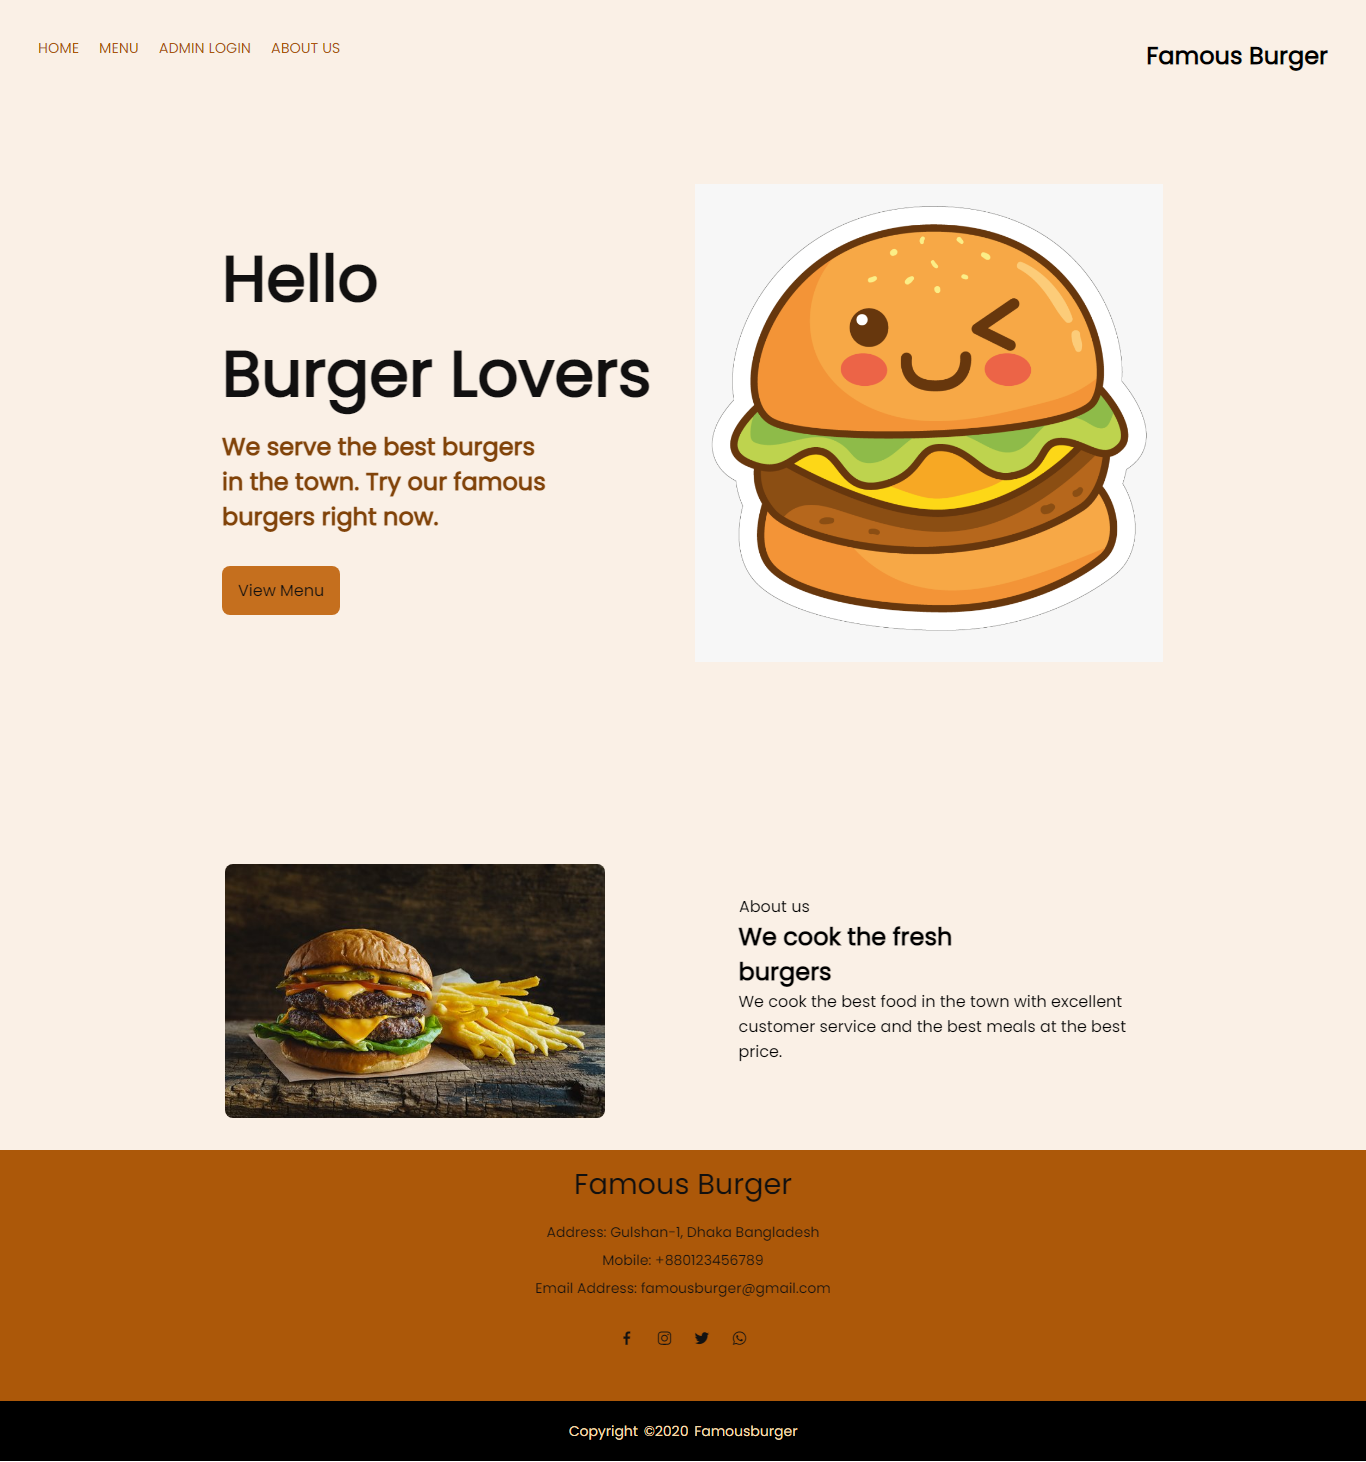 HOME MENU ADMIN LOGIN ABOUT US
Famous Burger
Hello
Burger Lovers
We serve the best burgers
in the town. Try our famous
burgers right now.
View Menu
About us
We cook the fresh
burgers
We cook the best food in the town with excellent
customer service and the best meals at the best
price.
Famous Burger
Address: Gulshan-1, Dhaka Bangladesh
Mobile: +880123456789
Email Address: famousburger@gmail.com
Copyright ©2020 Famousburger